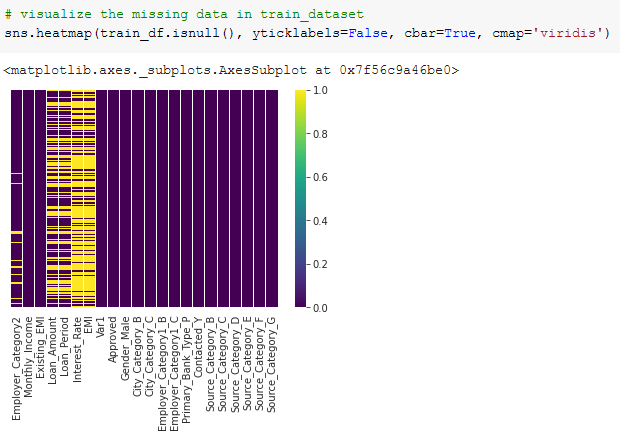 # visualize the missing data in train_dataset
sns.heatmap(train_df.isnull(), yticklabels=False, cbar=True, cmap='viridis')
<matplotlib.axes._subplots.AxesSubplot at 0x7f56c9a46be0>
1.0
0.8
0.6
0.4
0.2
0.0
Employer_Category2
Monthly_Income
Existing_EMI
Loan_Amount
Loan_Period
Interest_Rate
EMI
Var1
Approved
Gender_Male
City_Category_B
City_Category_C
Employer_Category1_B
Employer_Category1_C
Primary_Bank_Type_P
Contacted_Y
Source_Category_B
Source_Category_C
Source_Category_D
Source_Category_E
Source_Category_F
Source_Category_G